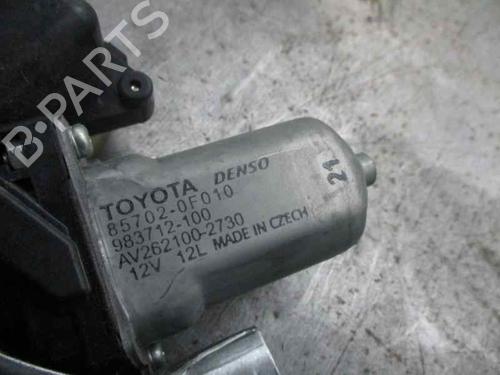 B-PARTS
TOYOTA DENSO
85702-0F010
983712-100
AV262100-2730
12V 12L MADE IN CZECH
21